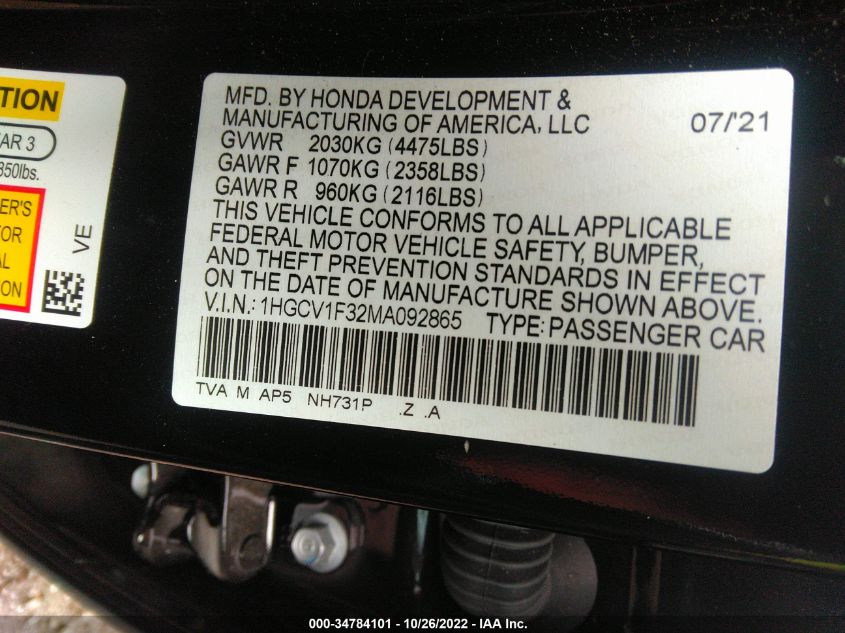 TION
AR 3
850lbs.
ER'S
TOR
AL
ION
VE
MFD. BY HONDA DEVELOPMENT &
MANUFACTURING OF AMERICA, LLC 07/'21
GVWR 2030KG (4475LBS)
GAWR F 1070KG (2358LBS)
GAWR R 960KG (2116LBS)
THIS VEHICLE CONFORMS TO ALL APPLICABLE
FEDERAL MOTOR VEHICLE SAFETY, BUMPER,
AND THEFT PREVENTION STANDARDS IN EFFECT
ON THE DATE OF MANUFACTURE SHOWN ABOVE.
V.I.N.: 1HGCV1F32MA092865 TYPE: PASSENGER CAR
TVA M AP5 NH731P .Z .A
000-34784101 - 10/26/2022 - IAA Inc.